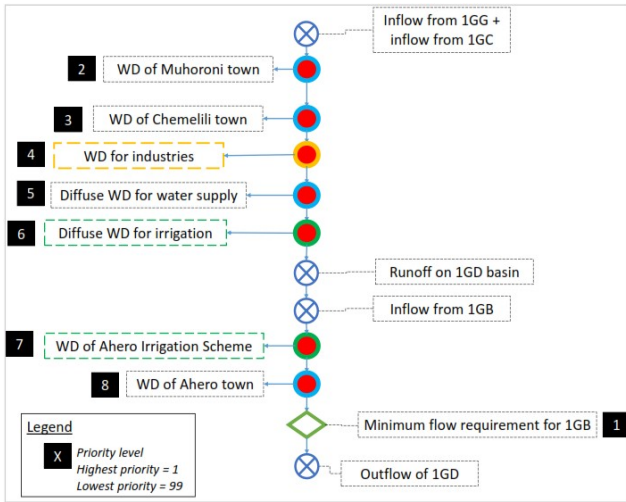 Inflow from 1GG +
inflow from 1GC
2
WD of Muhoroni town
3
WD of Chemelili town
4
WD for industries
5
Diffuse WD for water supply
6
Diffuse WD for irrigation
Runoff on 1GD basin
Inflow from 1GB
7
WD of Ahero Irrigation Scheme
8
WD of Ahero town
Minimum flow requirement for 1GB
1
Outflow of 1GD
Legend
X
Priority level
Highest priority = 1
Lowest priority = 99